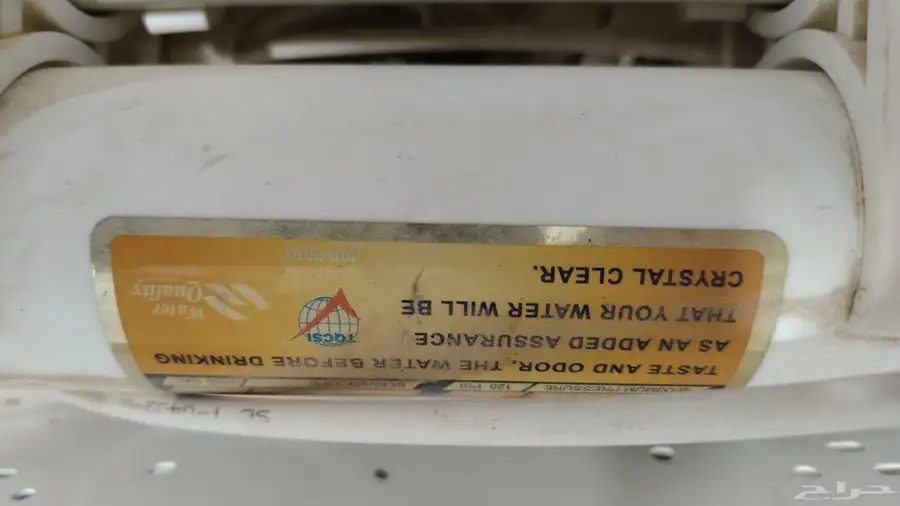 MAXIMUM PRESSURE 125 PSI
TASTE AND ODOR. THE WATER BEFORE DRINKING
AS AN ADDED ASSURANCE
THAT YOUR WATER WILL BE
CRYSTAL CLEAR.
TQCSI
Water
Quality
حراج